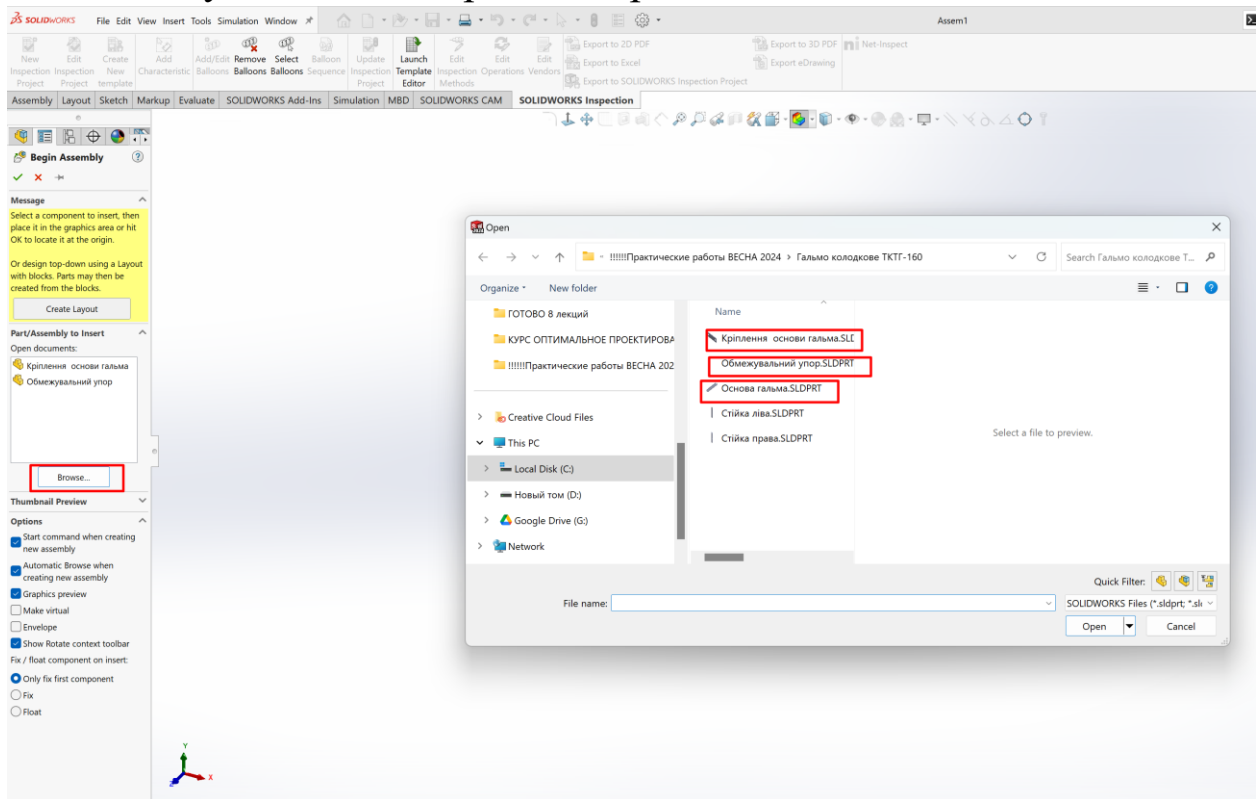 SOLIDWORKS File Edit View Insert Tools Simulation Window Assem1
New Inspection Project
Edit Inspection Project
Create New template
Add Characteristic
Add/Edit Balloons
Remove Balloons
Select Balloons
Balloon Sequence
Update Inspection Project
Launch Template Editor
Edit Inspection Methods
Edit Operations
Edit Vendors
Export to 2D PDF
Export to Excel
Export to SOLIDWORKS Inspection Project
Export to 3D PDF
Export eDrawing
Net-Inspect
Assembly Layout Sketch Markup Evaluate SOLIDWORKS Add-Ins Simulation MBD SOLIDWORKS CAM SOLIDWORKS Inspection
Begin Assembly
Message
Select a component to insert, then
place it in the graphics area or hit
OK to locate it at the origin.
Or design top-down using a Layout
with blocks. Parts may then be
created from the blocks.
Create Layout
Part/Assembly to Insert
Open documents:
Кріплення основи гальма
Обмежувальний упор
Browse...
Thumbnail Preview
Options
Start command when creating
new assembly
Automatic Browse when
creating new assembly
Graphics preview
Make virtual
Envelope
Show Rotate context toolbar
Fix / float component on insert:
Only fix first component
Fix
Float
Y
X
Z
Open
!!!!!!Практические работы ВЕСНА 2024 > Гальмо колодкове ТКТГ-160
Search Гальмо колодкове Т...
Organize New folder
ГОТОВО 8 лекций
КУРС ОПТИМАЛЬНОЕ ПРОЕКТИРОВА
!!!!!!Практические работы ВЕСНА 202
Creative Cloud Files
This PC
Local Disk (C:)
Новый том (D:)
Google Drive (G:)
Network
Name
Кріплення основи гальма.SLD
Обмежувальний упор.SLDPRT
Основа гальма.SLDPRT
Стійка ліва.SLDPRT
Стійка права.SLDPRT
Select a file to preview.
Quick Filter:
File name:
SOLIDWORKS Files (*.sldprt; *.sl
Open Cancel